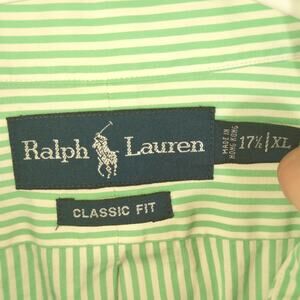 Ralph Lauren
MADE IN
HONG KONG
17½ XL
CLASSIC FIT